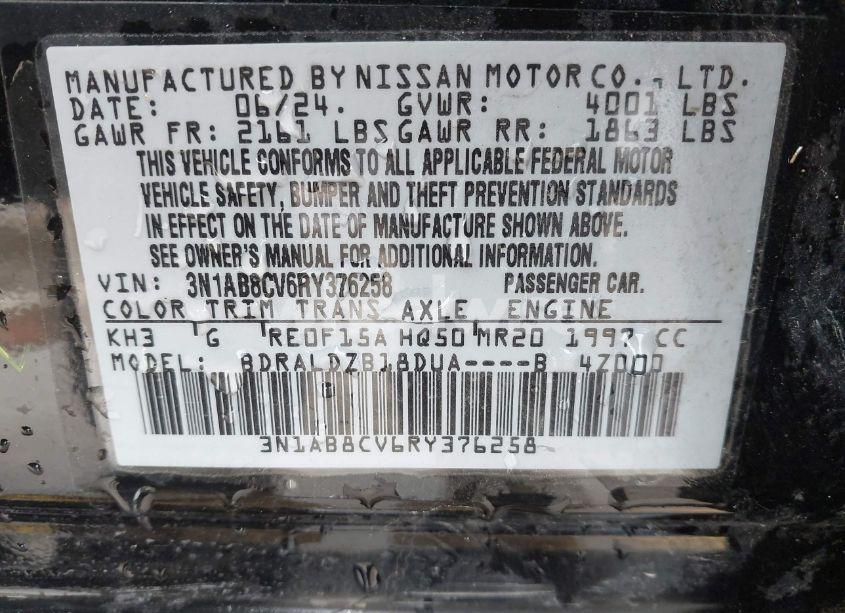 MANUFACTURED BY NISSAN MOTOR CO., LTD.
DATE: 06/24. GVWR: 4001 LBS
GAWR FR: 2161 LBS GAWR RR: 1863 LBS
THIS VEHICLE CONFORMS TO ALL APPLICABLE FEDERAL MOTOR
VEHICLE SAFETY, BUMPER AND THEFT PREVENTION STANDARDS
IN EFFECT ON THE DATE OF MANUFACTURE SHOWN ABOVE.
SEE OWNER'S MANUAL FOR ADDITIONAL INFORMATION.
VIN: 3N1AB8CV6RY376258 PASSENGER CAR.
COLOR TRIM TRANS AXLE ENGINE
KH3 G RE0F15A HQ50 MR20 1997 CC
MODEL: BDRALDZB18DUA----B 4Z000
3N1AB8CV6RY376258